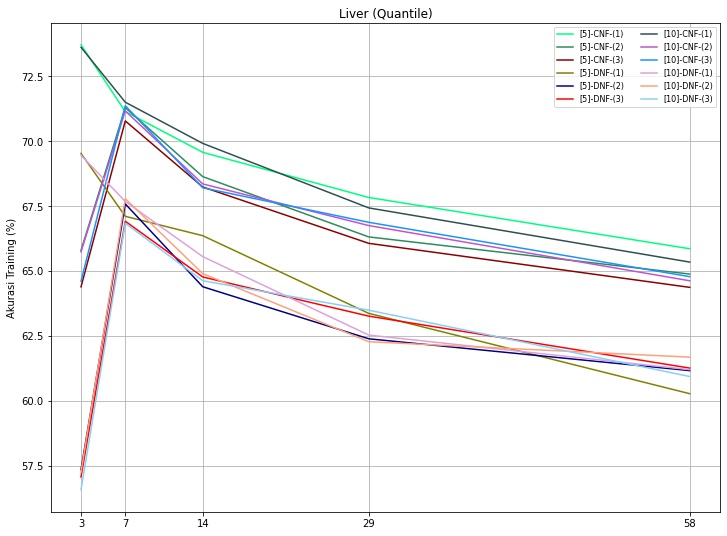 Liver (Quantile)
[5]-CNF-(1) [10]-CNF-(1)
[5]-CNF-(2) [10]-CNF-(2)
[5]-CNF-(3) [10]-CNF-(3)
[5]-DNF-(1) [10]-DNF-(1)
[5]-DNF-(2) [10]-DNF-(2)
[5]-DNF-(3) [10]-DNF-(3)
Akurasi Training (%)
72.5
70.0
67.5
65.0
62.5
60.0
57.5
3 7 14 29 58